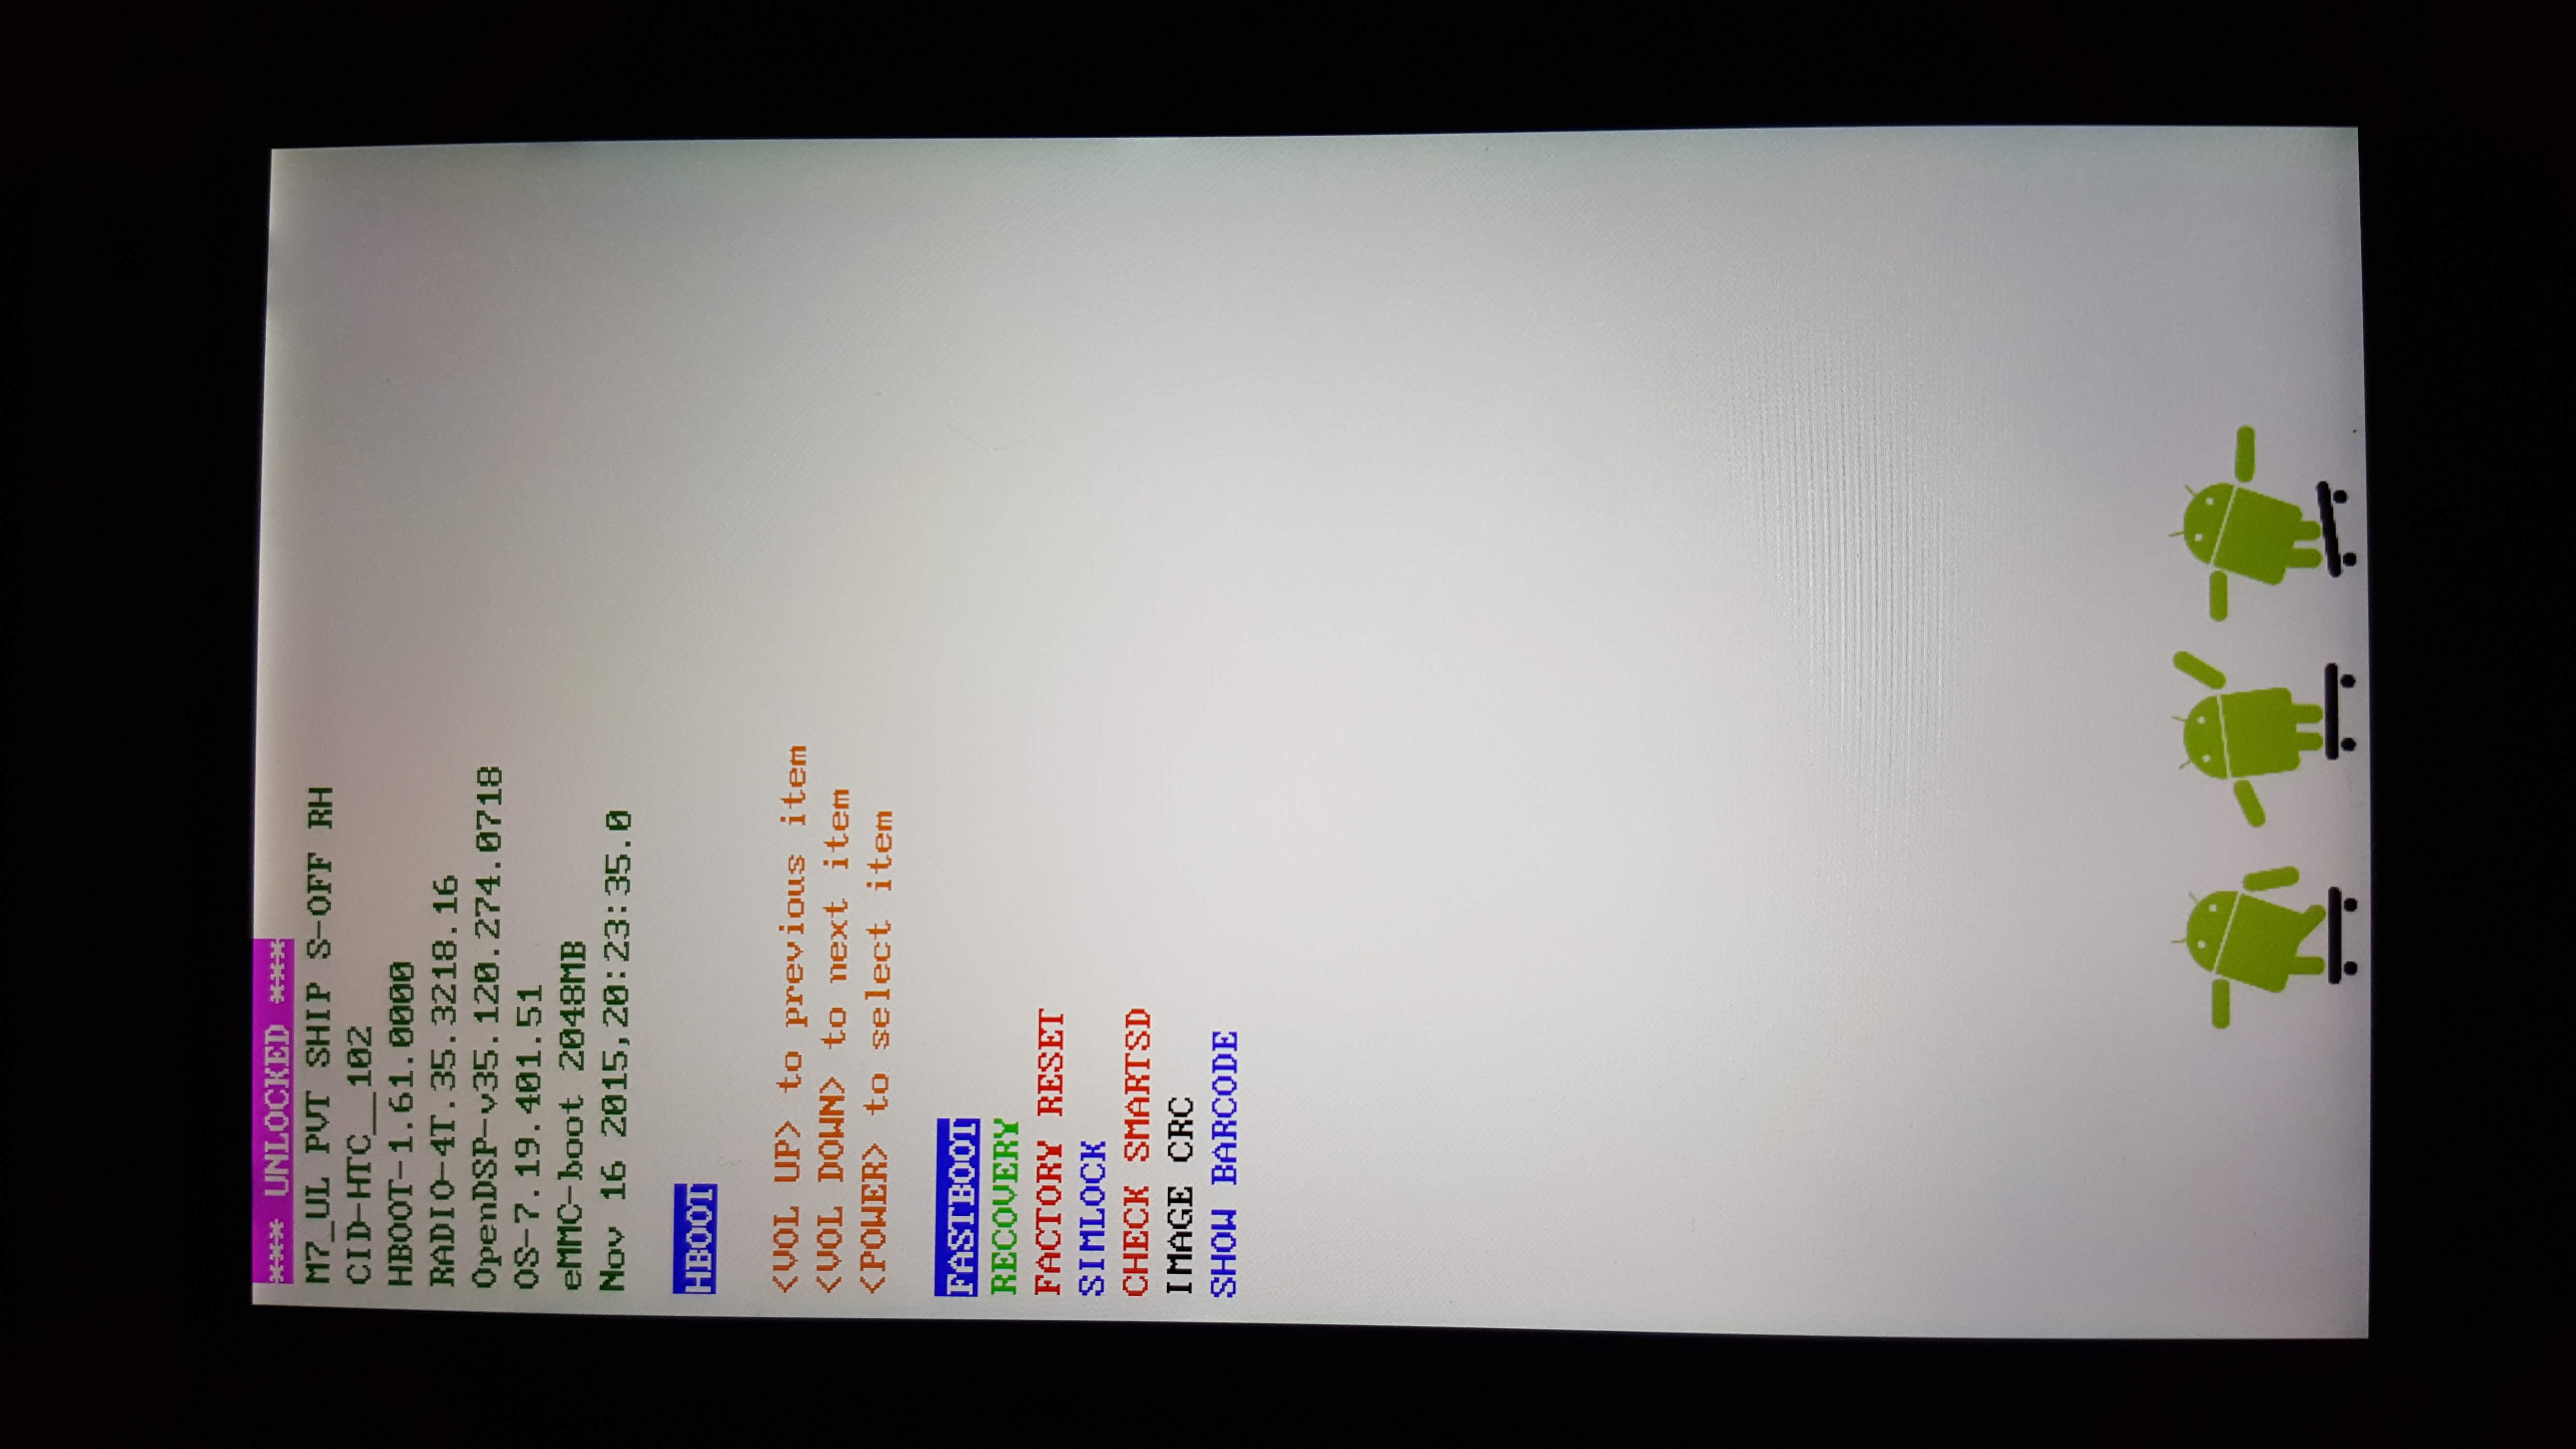 *** UNLOCKED ***
M7_UL PVT SHIP S-OFF RH
CID-HTC__102
HBOOT-1.61.0000
RADIO-4T.35.3218.16
OpenDSP-v35.120.274.0718
OS-7.19.401.51
eMMC-boot 2048MB
Nov 16 2015,20:23:35.0
HBOOT
<VOL UP> to previous item
<VOL DOWN> to next item
<POWER> to select item
FASTBOOT
RECOVERY
FACTORY RESET
SIMLOCK
CHECK SMARTSD
IMAGE CRC
SHOW BARCODE